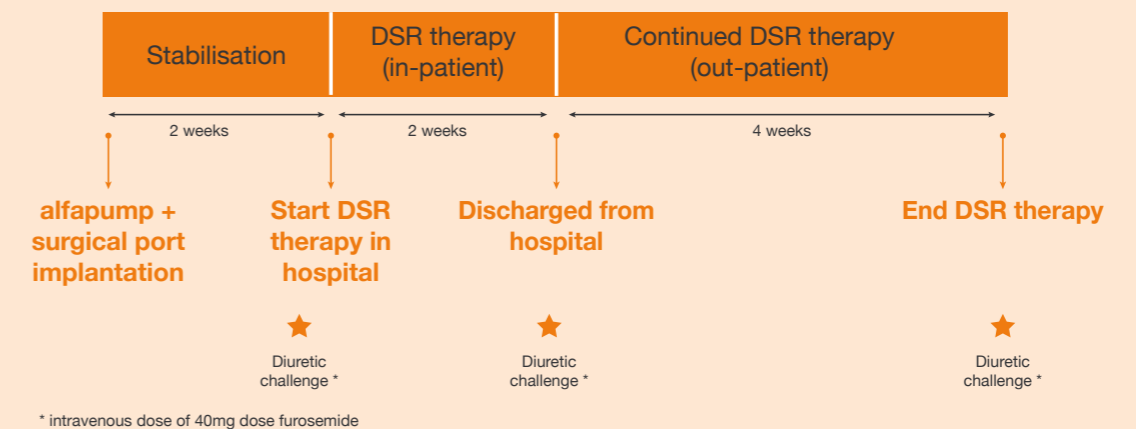 Stabilisation
DSR therapy
(in-patient)
Continued DSR therapy
(out-patient)
2 weeks
2 weeks
4 weeks
alfapump +
surgical port
implantation
Start DSR
therapy in
hospital
Discharged from
hospital
End DSR therapy
Diuretic
challenge *
Diuretic
challenge *
Diuretic
challenge *
* intravenous dose of 40mg dose furosemide